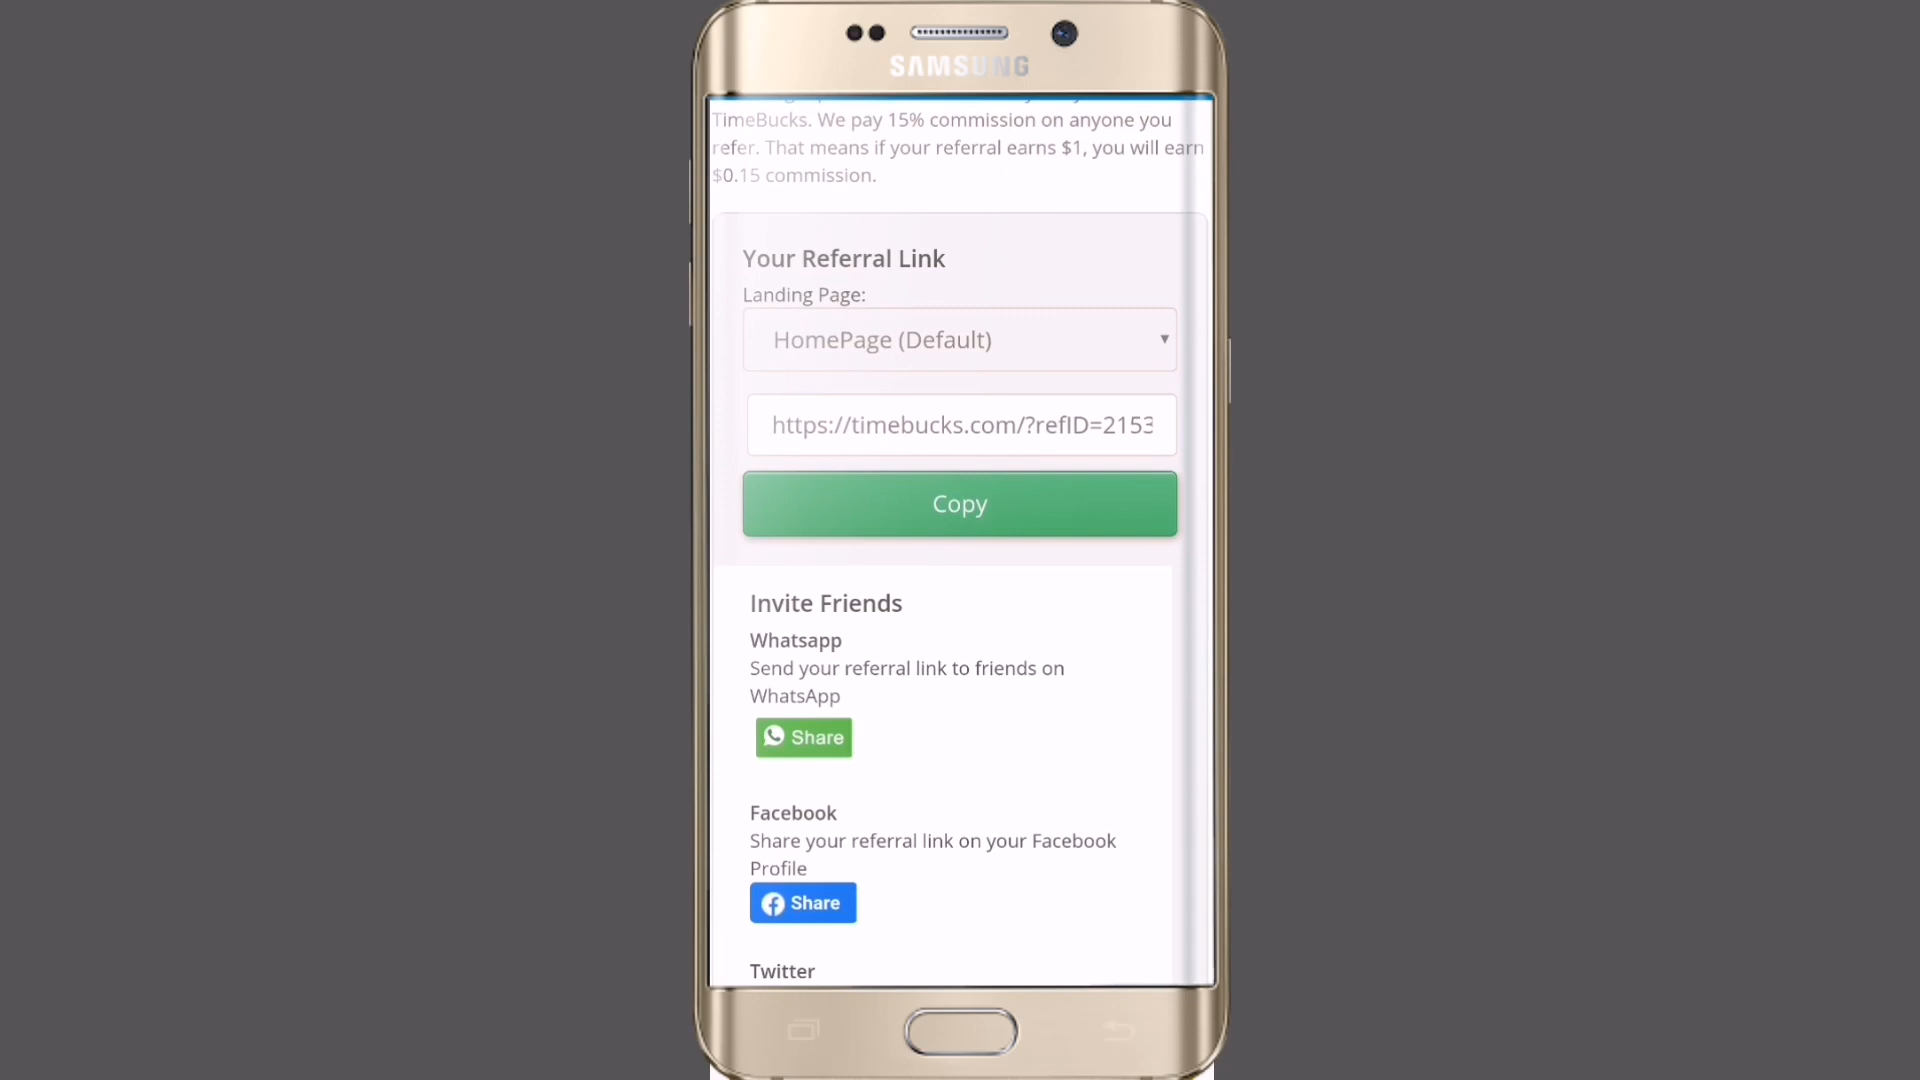 SAMSUNG
TimeBucks. We pay 15% commission on anyone you
refer. That means if your referral earns $1, you will earn
$0.15 commission.
Your Referral Link
Landing Page:
HomePage (Default)
https://timebucks.com/?refID=2153
Copy
Invite Friends
Whatsapp
Send your referral link to friends on
WhatsApp
Share
Facebook
Share your referral link on your Facebook
Profile
Share
Twitter